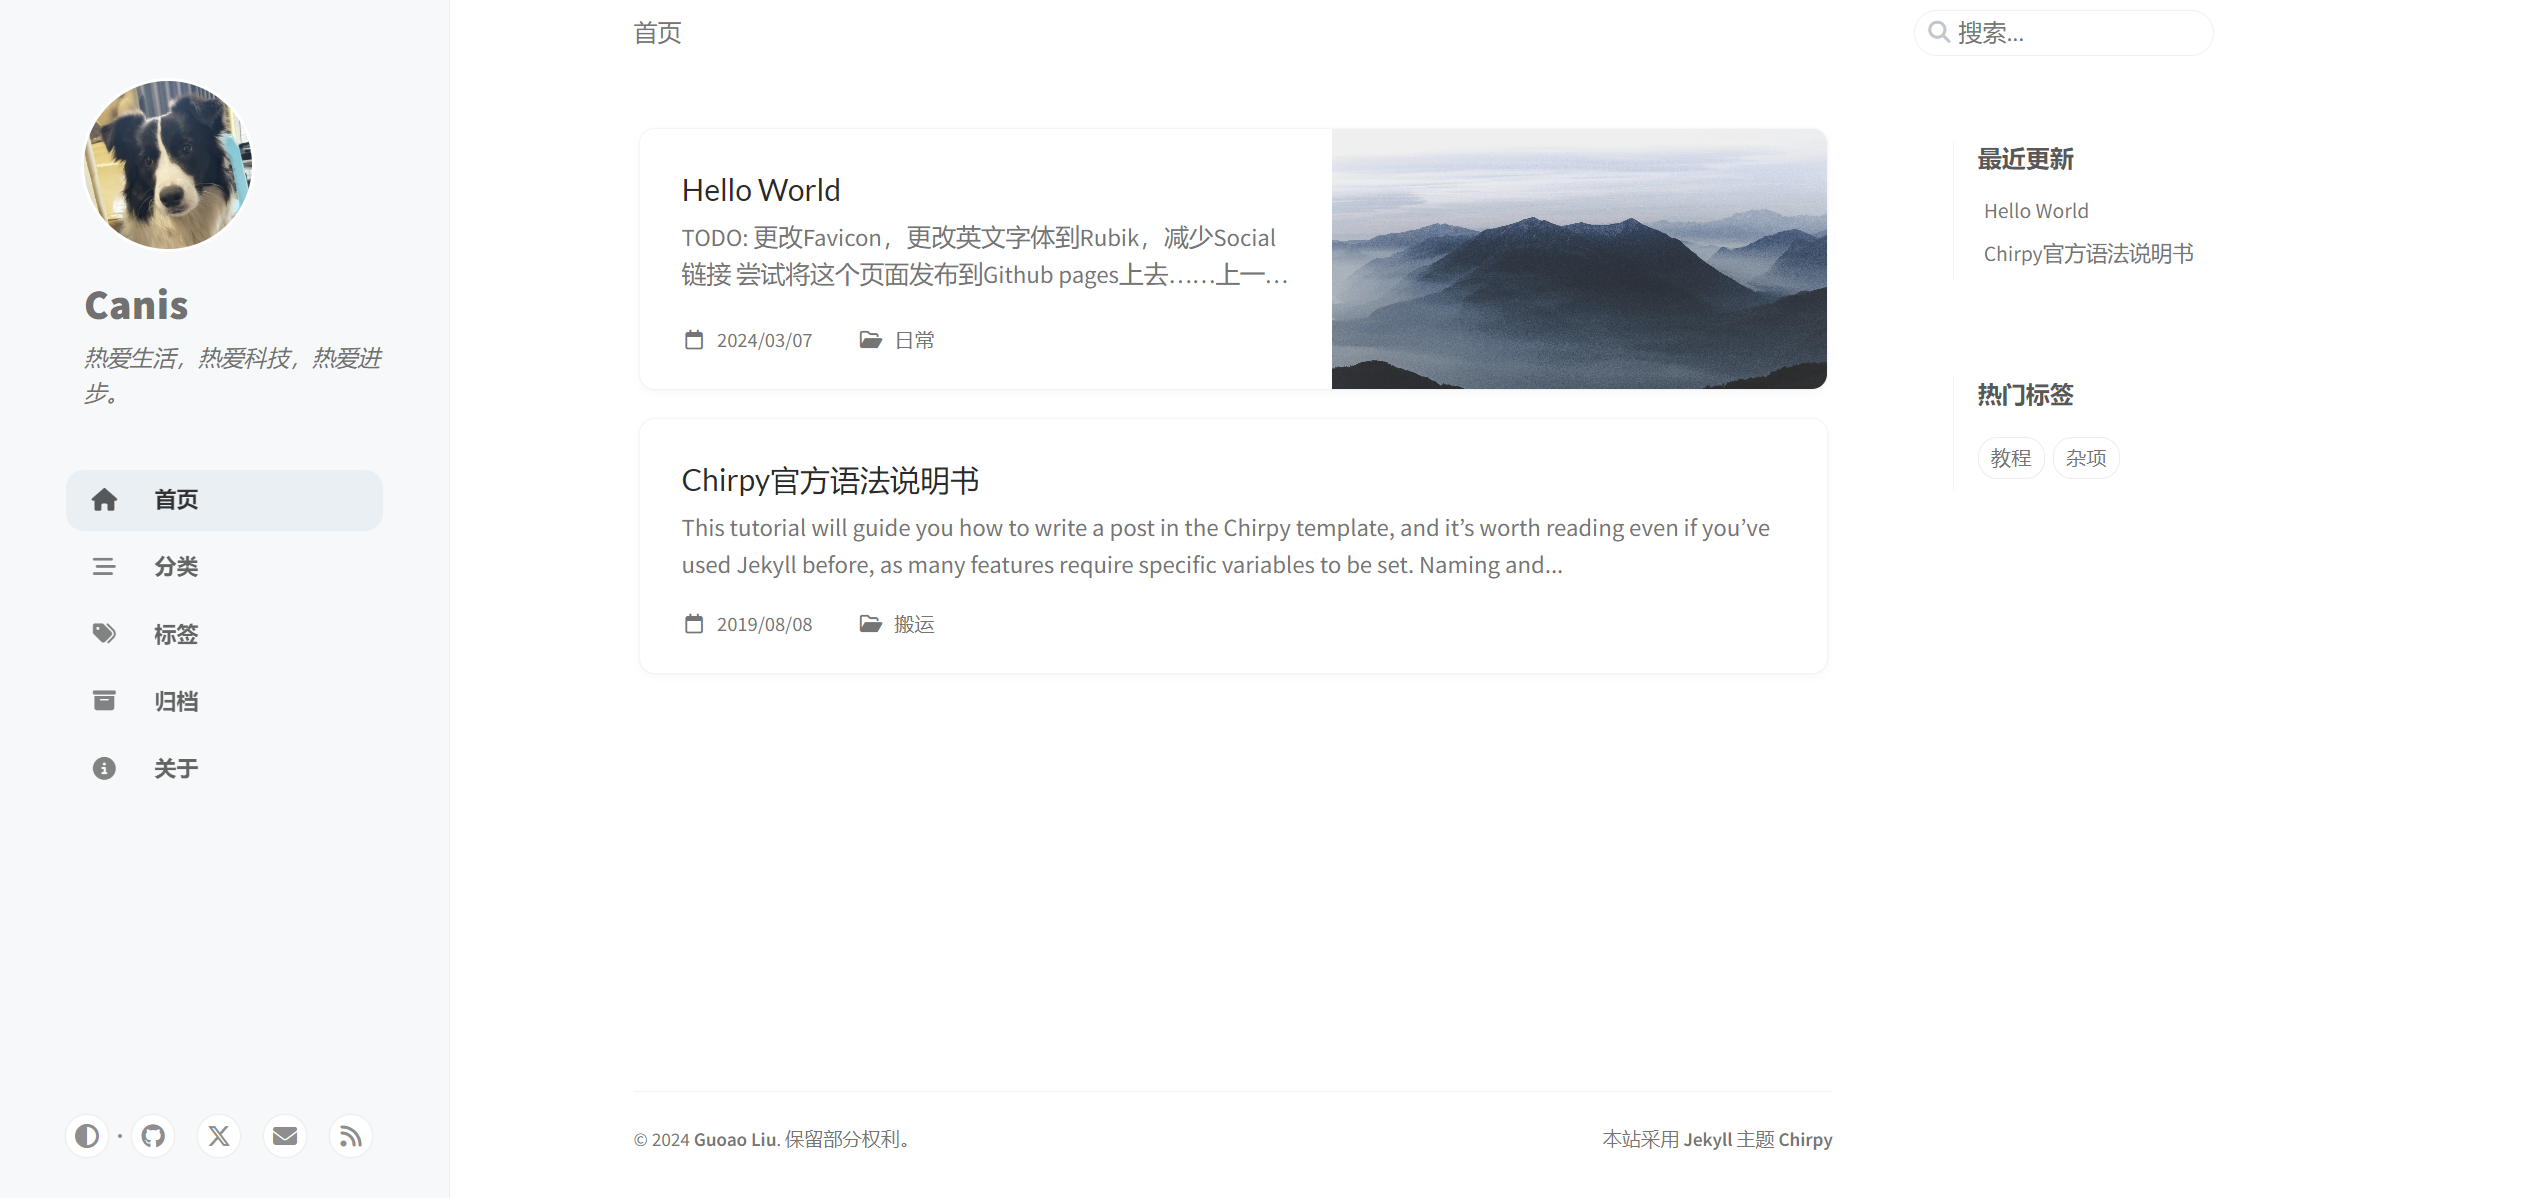 Canis
热爱生活，热爱科技，热爱进
步。
首页
分类
标签
归档
关于
首页
搜索...
Hello World
TODO: 更改Favicon，更改英文字体到Rubik，减少Social
链接 尝试将这个页面发布到Github pages上去……上一…
2024/03/07 日常
Chirpy官方语法说明书
This tutorial will guide you how to write a post in the Chirpy template, and it’s worth reading even if you’ve
used Jekyll before, as many features require specific variables to be set. Naming and...
2019/08/08 搬运
最近更新
Hello World
Chirpy官方语法说明书
热门标签
教程 杂项
© 2024 Guoao Liu. 保留部分权利。
本站采用 Jekyll 主题 Chirpy